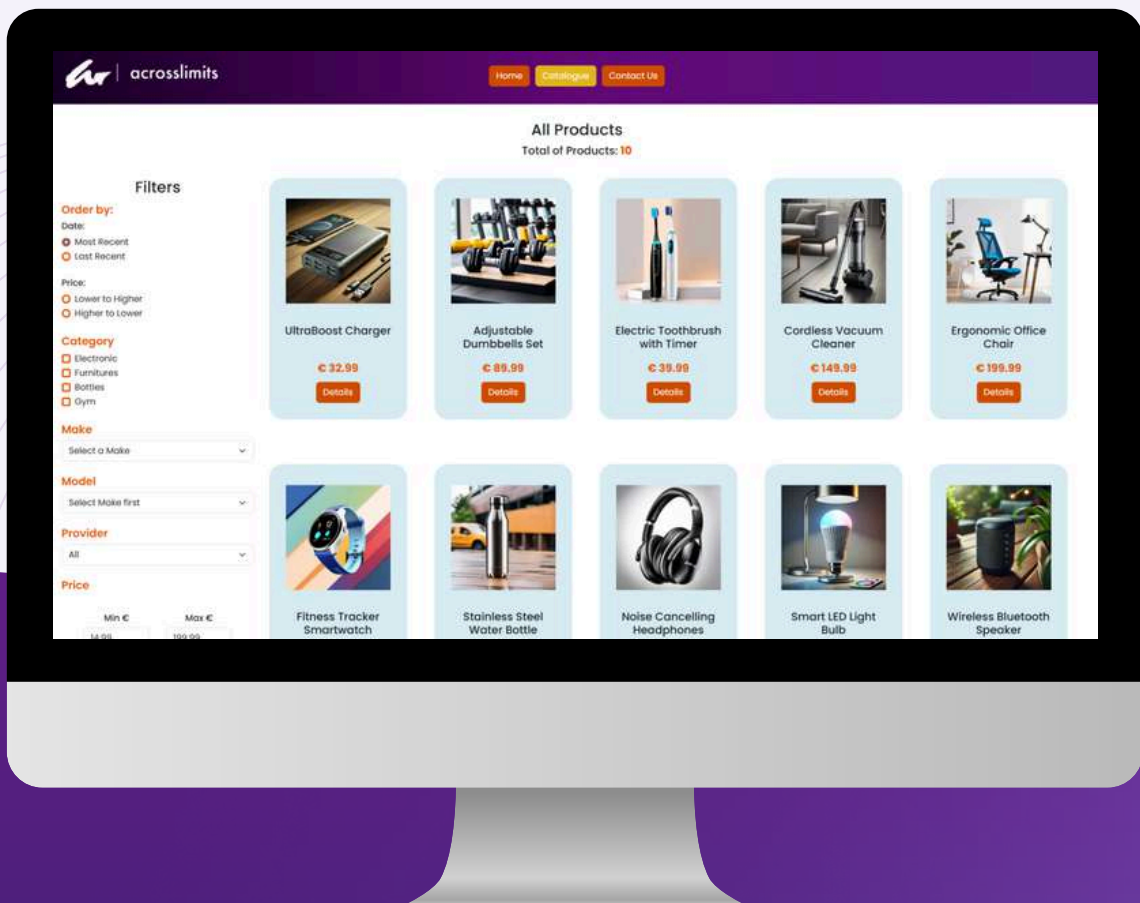 acrosslimits
Home Catalogue Contact Us
All Products
Total of Products: 10
Filters
Order by:
Date:
Most Recent
Last Recent
Price:
Lower to Higher
Higher to Lower
Category
Electronic
Furnitures
Bottles
Gym
Make
Select a Make
Model
Select Make first
Provider
All
Price
Min € Max €
14.99 199.99
UltraBoost Charger
€ 32.99
Details
Adjustable
Dumbbells Set
€ 89.99
Details
Electric Toothbrush
with Timer
€ 39.99
Details
Cordless Vacuum
Cleaner
€ 149.99
Details
Ergonomic Office
Chair
€ 199.99
Details
Fitness Tracker
Smartwatch
Stainless Steel
Water Bottle
Noise Cancelling
Headphones
Smart LED Light
Bulb
Wireless Bluetooth
Speaker